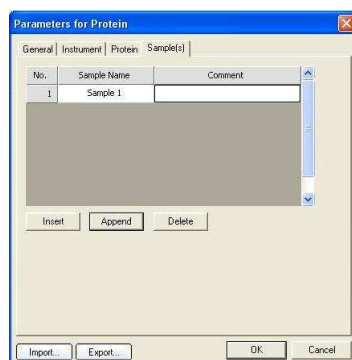 Parameters for Protein
General Instrument Protein Sample(s)
No. Sample Name Comment
1 Sample 1
Insert Append Delete
Import... Export... OK Cancel